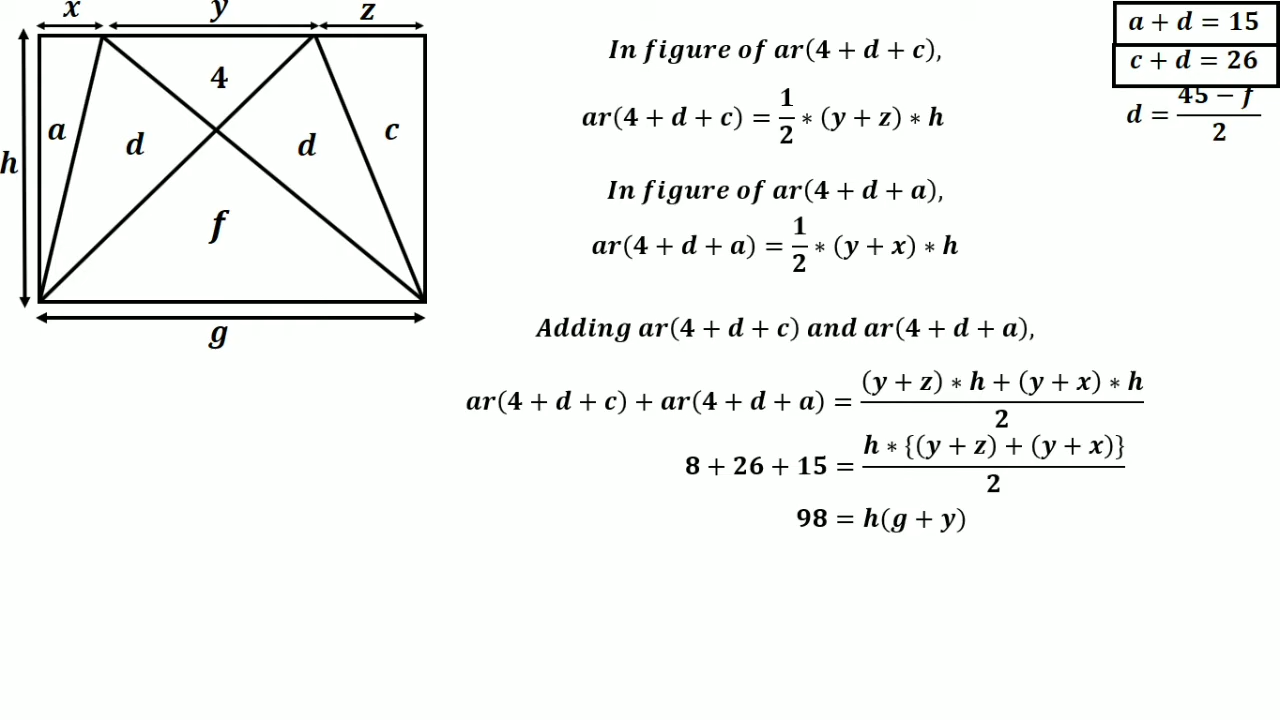 x y z
h
4
a d d c
f
g
In figure of ar(4 + d + c),
ar(4 + d + c) = 1/2 * (y + z) * h
In figure of ar(4 + d + a),
ar(4 + d + a) = 1/2 * (y + x) * h
Adding ar(4 + d + c) and ar(4 + d + a),
ar(4 + d + c) + ar(4 + d + a) = (y + z) * h + (y + x) * h / 2
8 + 26 + 15 = h * {(y + z) + (y + x)} / 2
98 = h(g + y)
a + d = 15
c + d = 26
d = 45 − f / 2